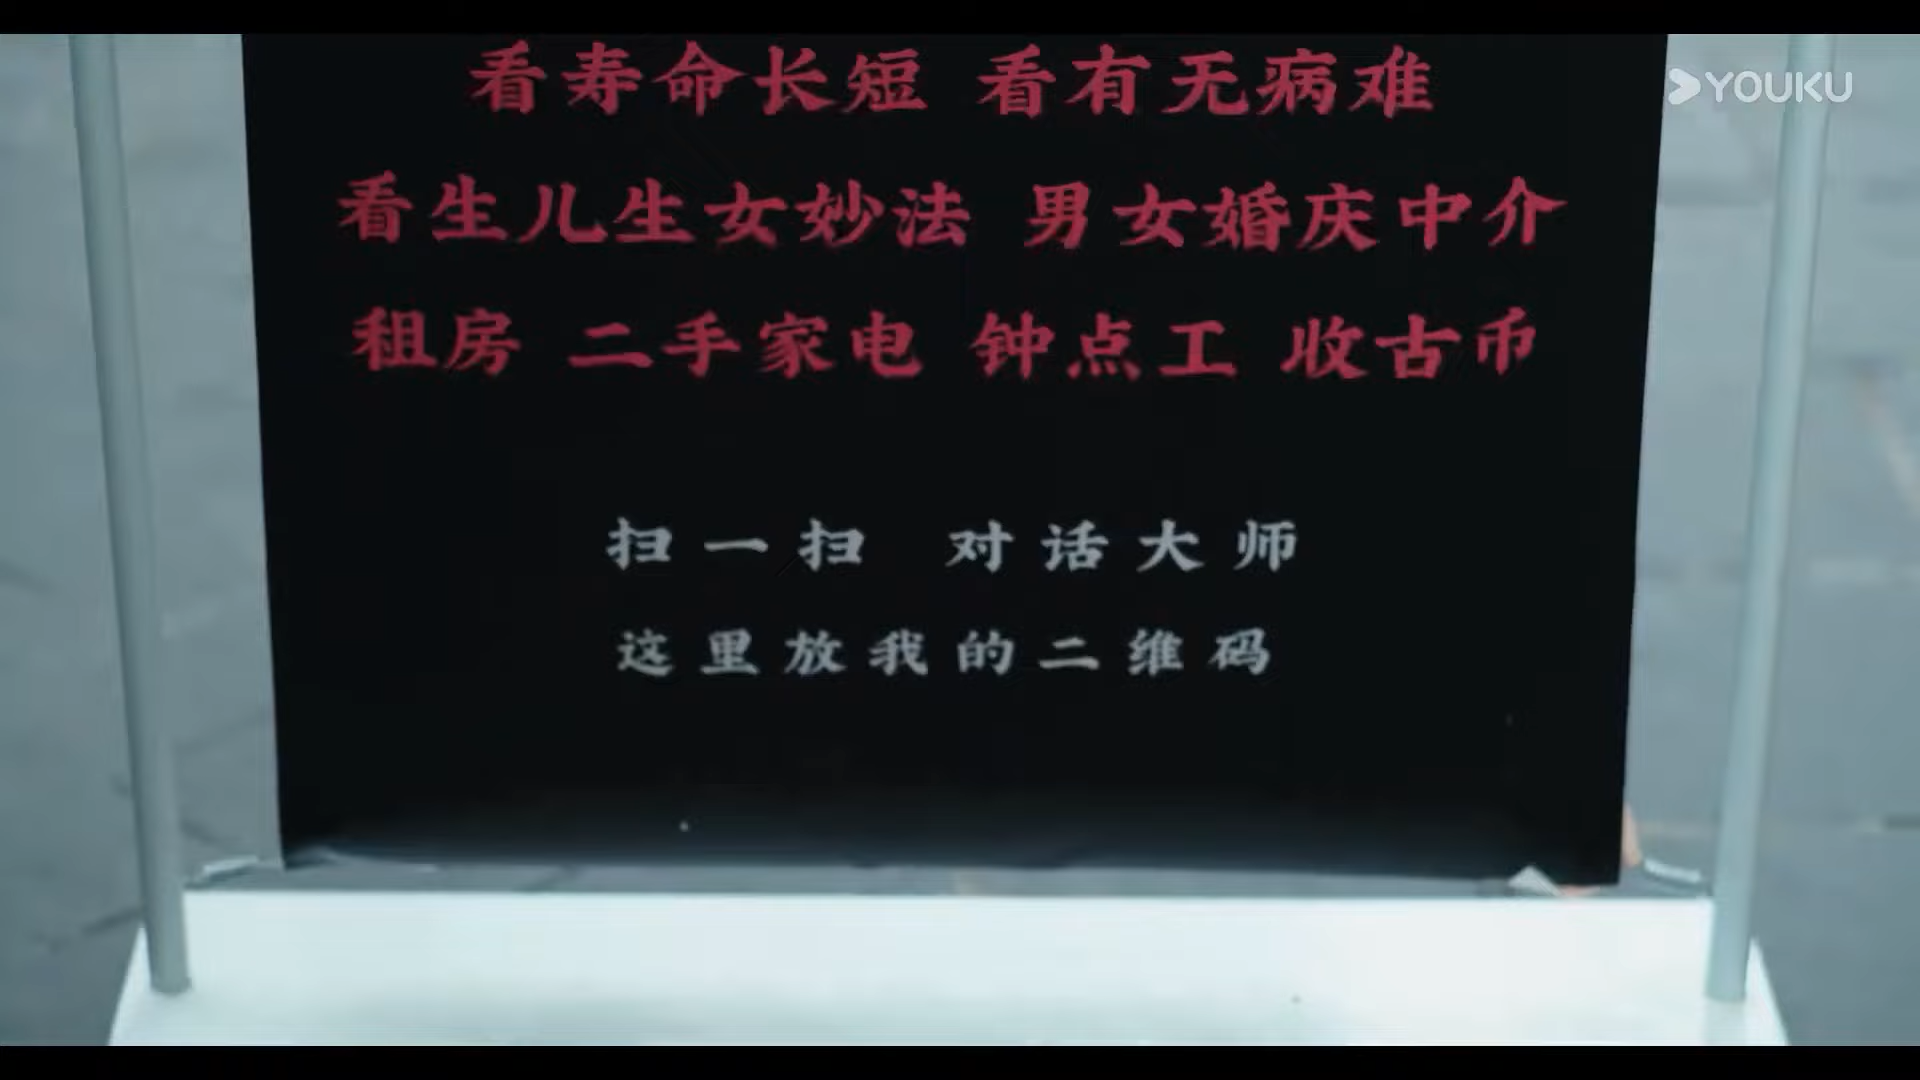 YOUKU
看寿命长短 看有无病难
看生儿生女妙法 男女婚庆中介
租房 二手家电 钟点工 收古币
扫一扫 对话大师
这里放我的二维码